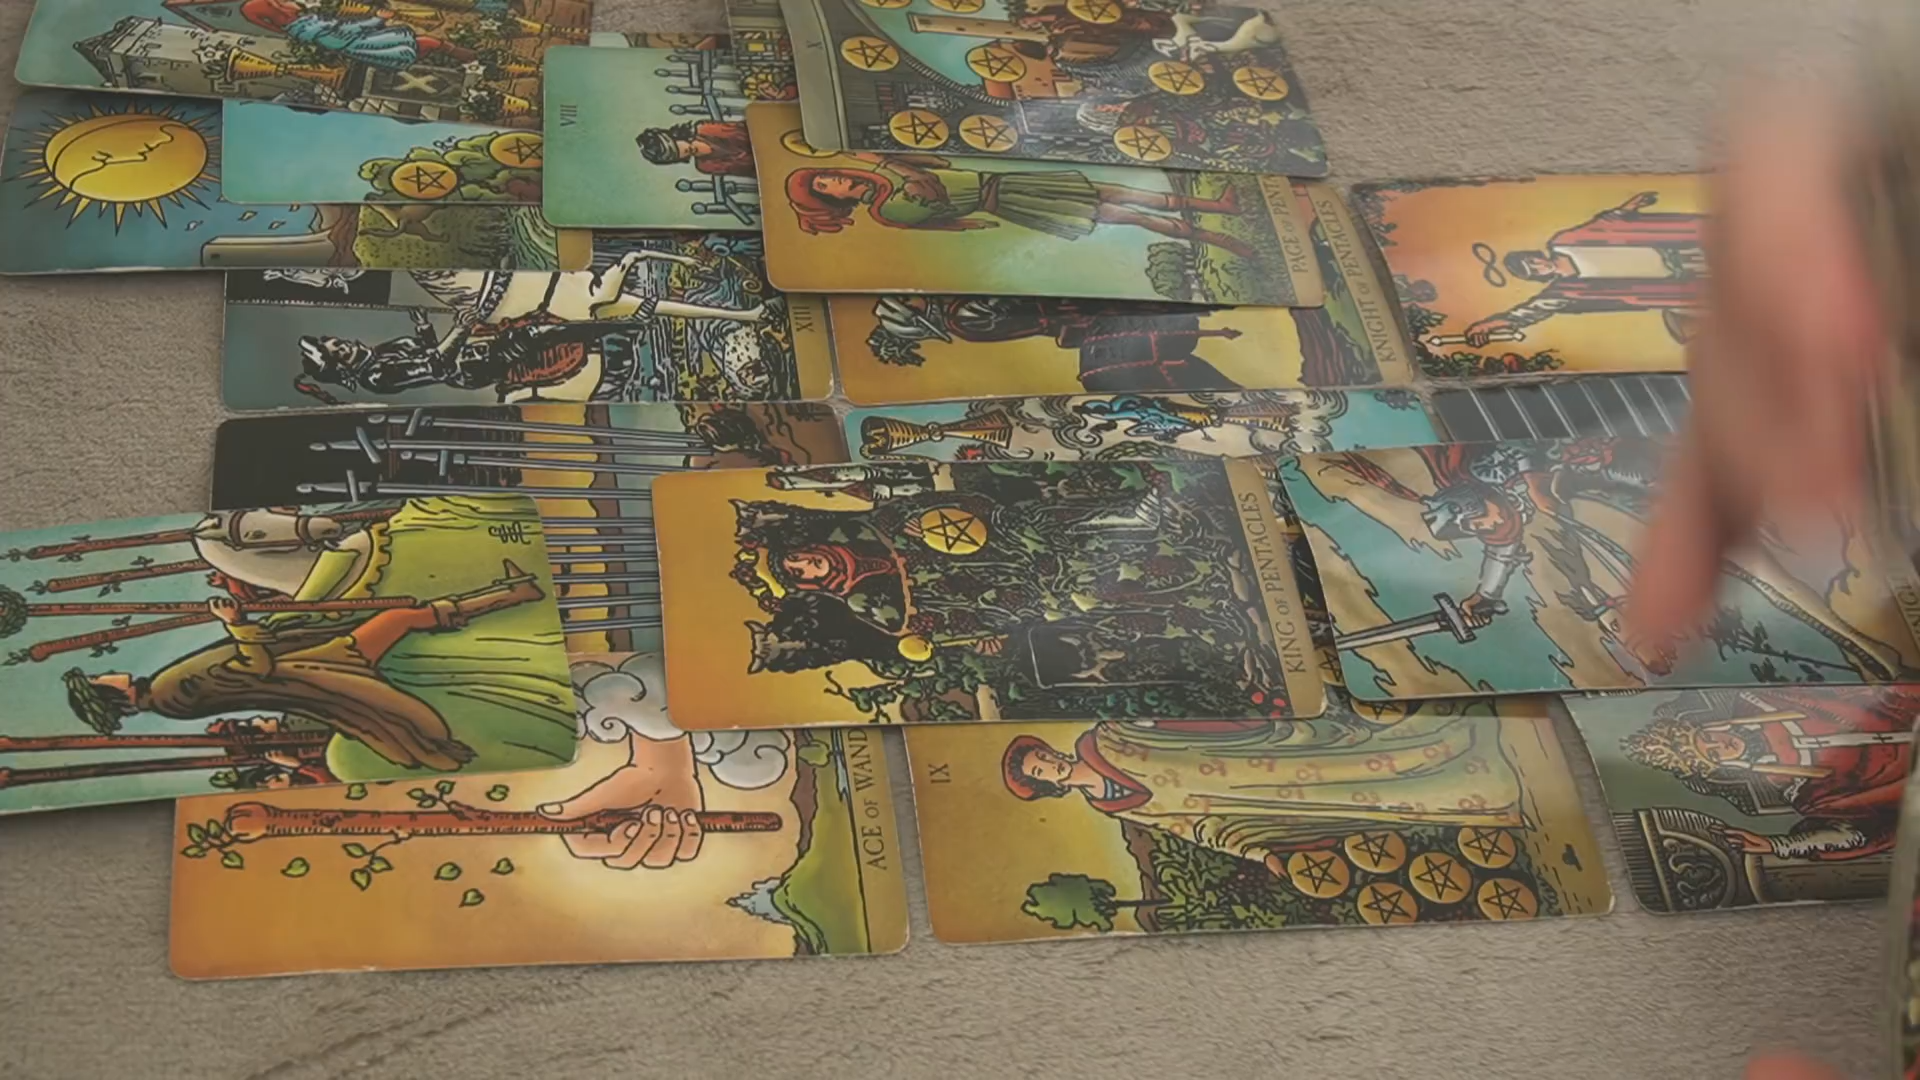 X
VIII
PAGE OF PENT
KNIGHT OF PENTACLES
XIII
KING OF PENTACLES
ACE OF WAND
IX